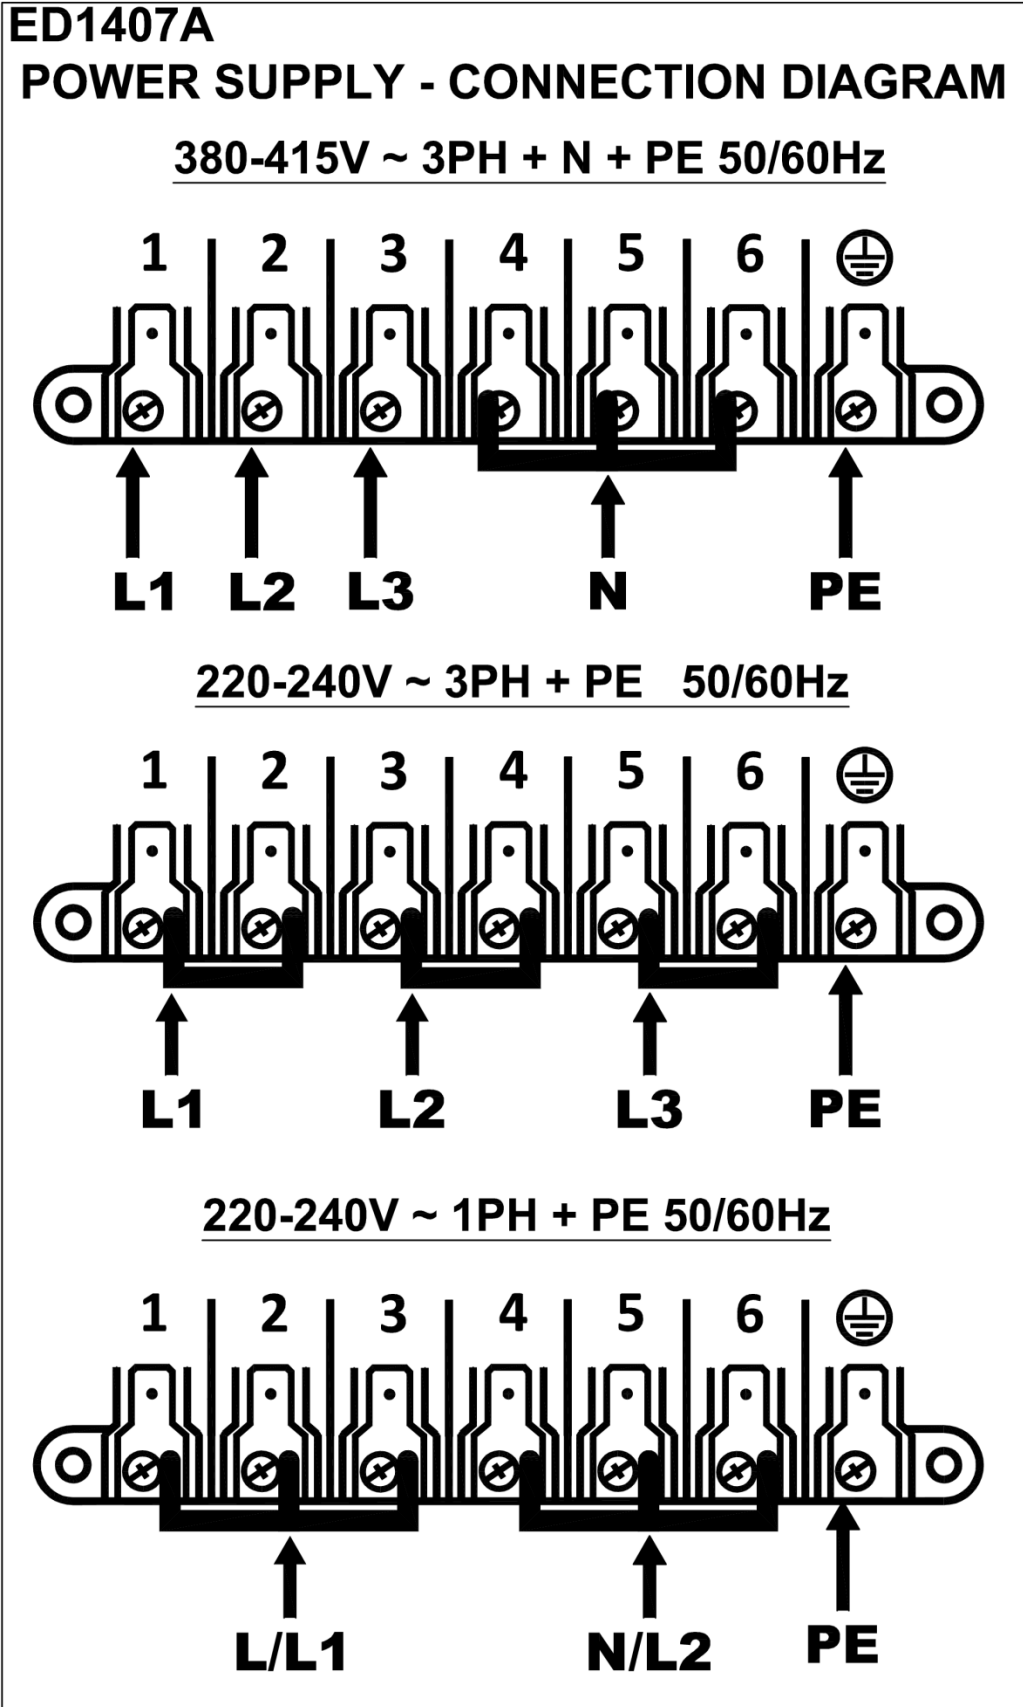 ED1407A
POWER SUPPLY - CONNECTION DIAGRAM
380-415V ~ 3PH + N + PE 50/60Hz
1 2 3 4 5 6
L1 L2 L3 N PE
220-240V ~ 3PH + PE 50/60Hz
1 2 3 4 5 6
L1 L2 L3 PE
220-240V ~ 1PH + PE 50/60Hz
1 2 3 4 5 6
L/L1 N/L2 PE